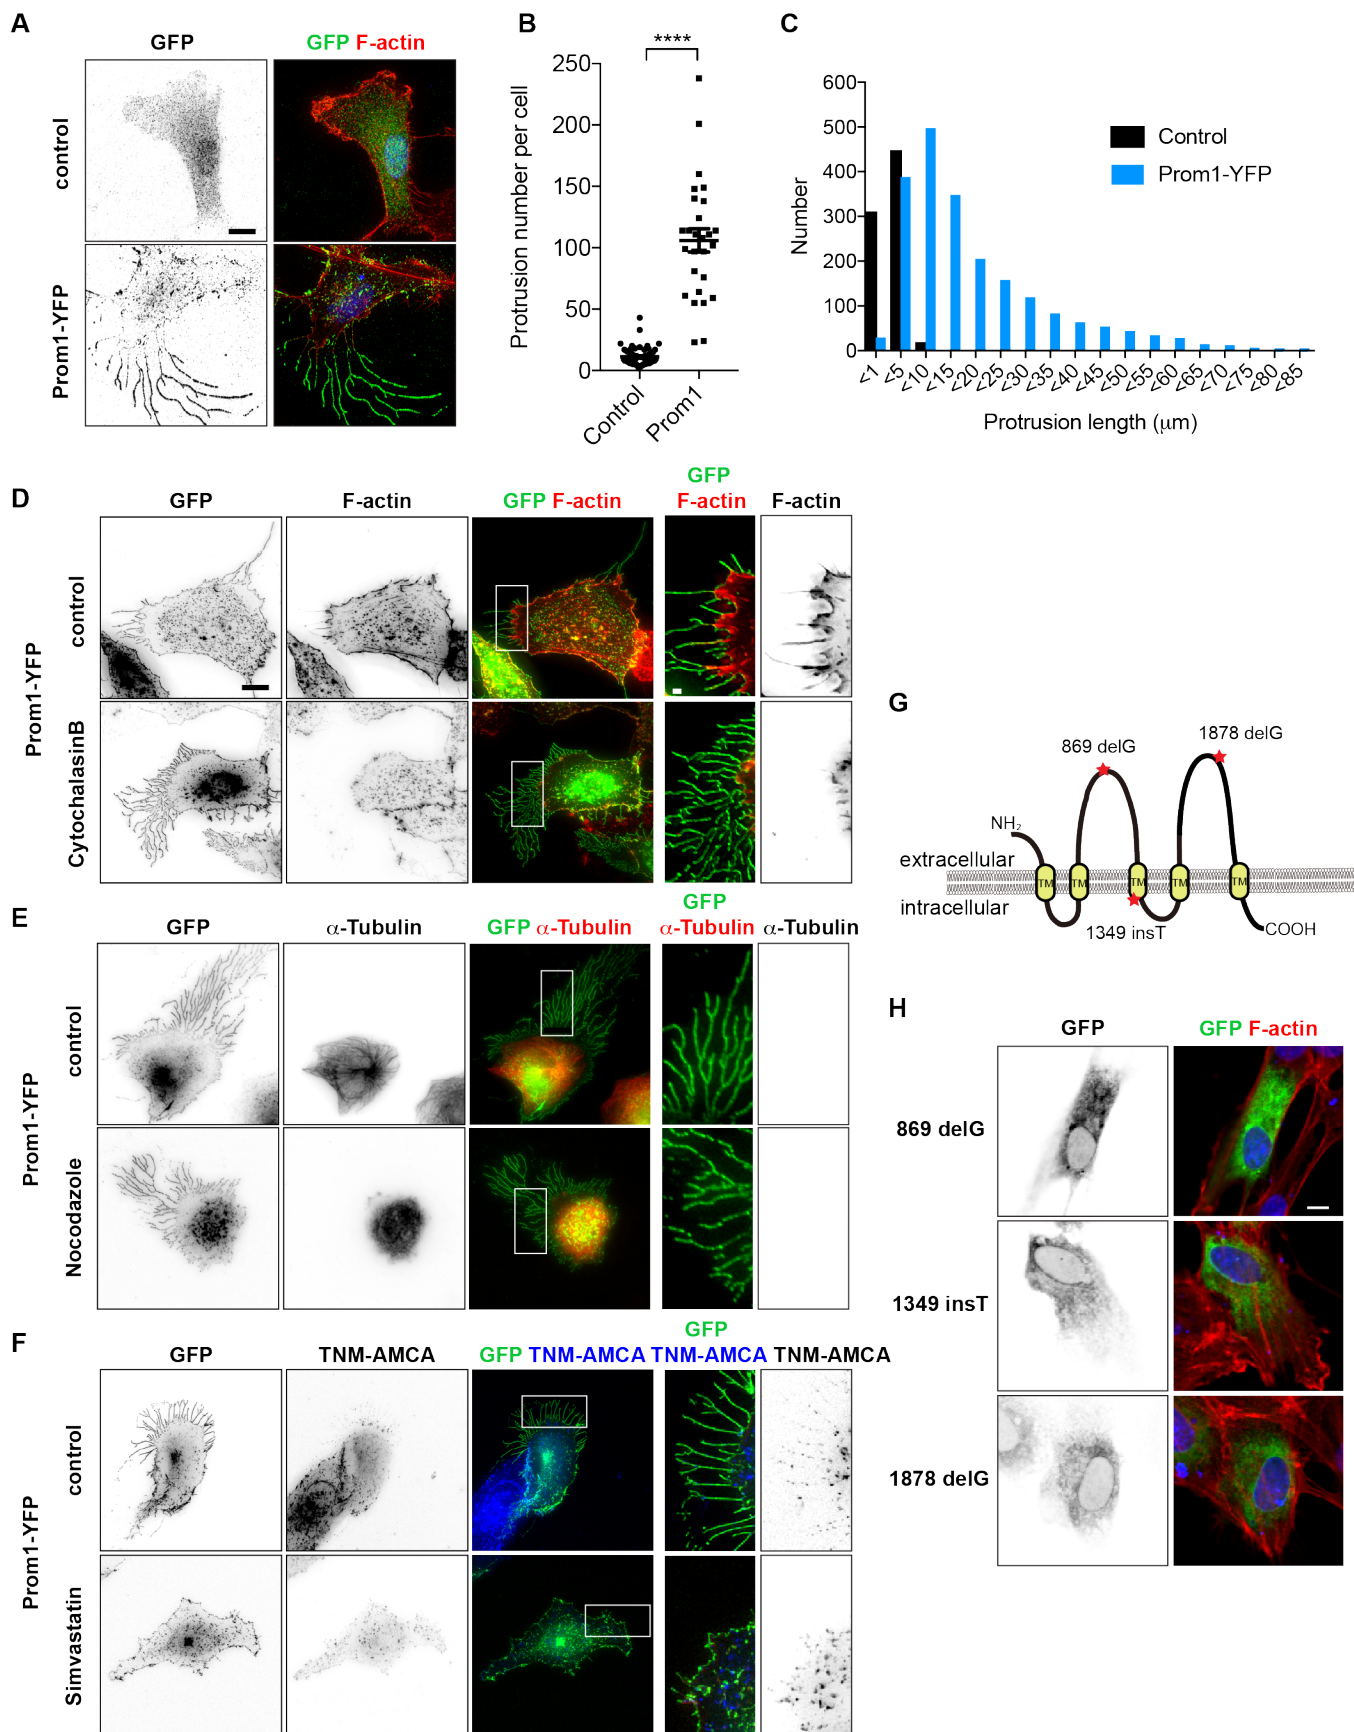 A
GFP
GFP F-actin
control
Prom1-YFP
B
****
Protrusion number per cell
250
200
150
100
50
0
Control
Prom1
C
Number
600
500
400
300
200
100
0
Control
Prom1-YFP
<1 <5 <10 <15 <20 <25 <30 <35 <40 <45 <50 <55 <60 <65 <70 <75 <80 <85
Protrusion length (μm)
D
GFP
F-actin
GFP F-actin
GFP
F-actin
F-actin
Prom1-YFP
control
CytochalasinB
E
GFP
α-Tubulin
GFP α-Tubulin
GFP
α-Tubulin
α-Tubulin
Prom1-YFP
control
Nocodazole
F
GFP
TNM-AMCA
GFP TNM-AMCA
GFP
TNM-AMCA
TNM-AMCA
Prom1-YFP
control
Simvastatin
G
869 delG
1878 delG
NH₂
extracellular
TM TM TM TM TM
intracellular
1349 insT
COOH
H
GFP
GFP F-actin
869 delG
1349 insT
1878 delG